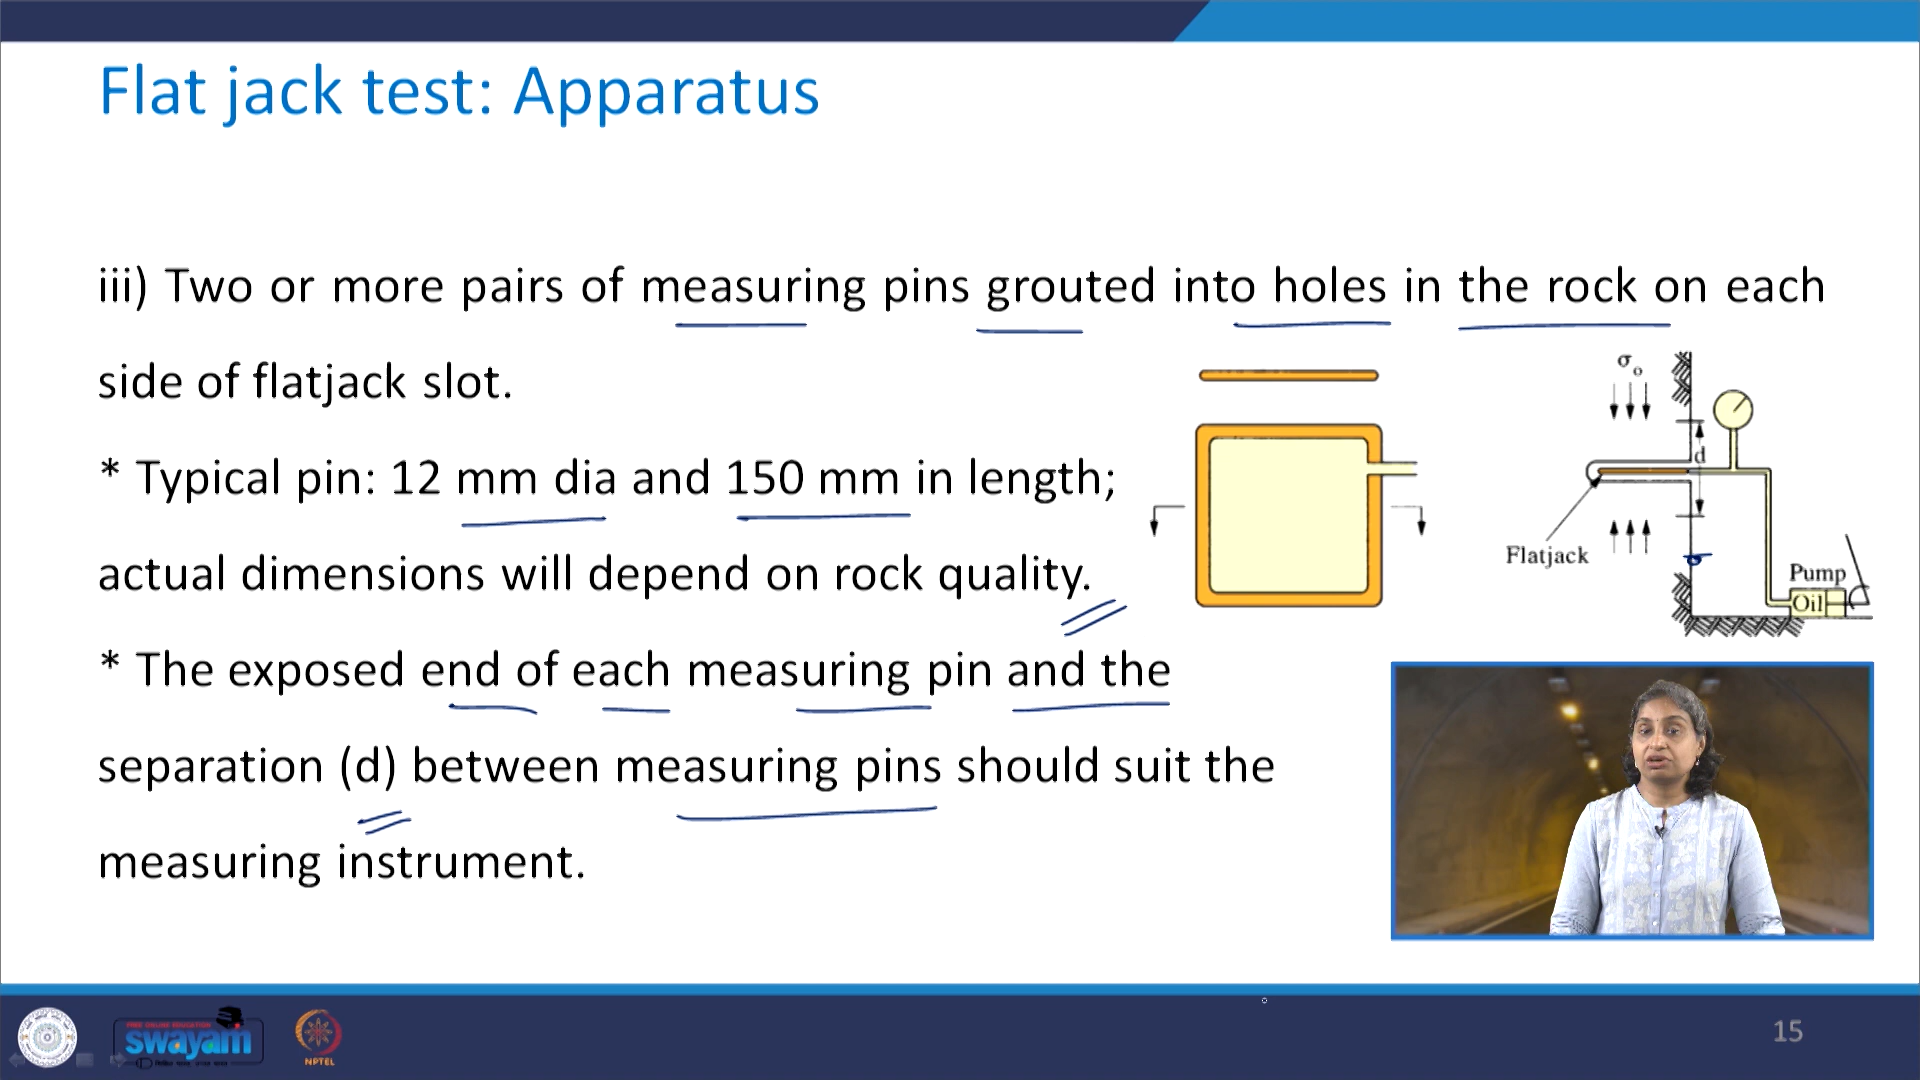 Flat jack test: Apparatus
iii) Two or more pairs of measuring pins grouted into holes in the rock on each
side of flatjack slot.
* Typical pin: 12 mm dia and 150 mm in length;
actual dimensions will depend on rock quality.
* The exposed end of each measuring pin and the
separation (d) between measuring pins should suit the
measuring instrument.
σo
d
Flatjack
Pump
Oil
FREE ONLINE EDUCATION
swayam
NPTEL
15